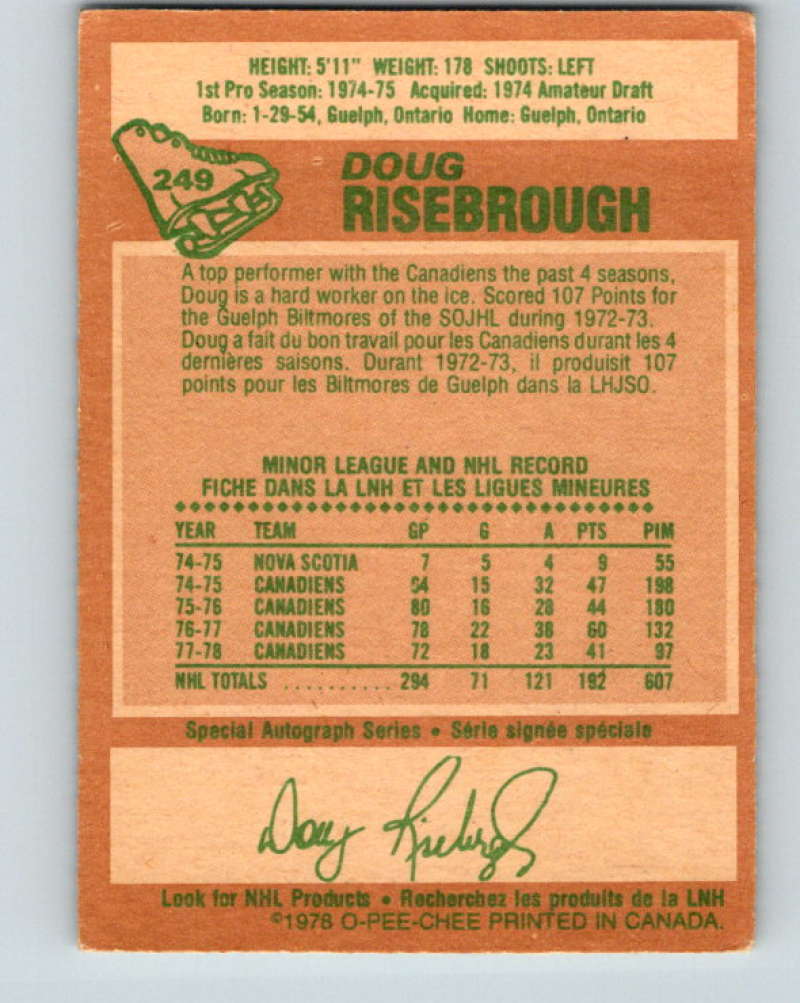 HEIGHT: 5'11" WEIGHT: 178 SHOOTS: LEFT
1st Pro Season: 1974-75 Acquired: 1974 Amateur Draft
Born: 1-29-54, Guelph, Ontario Home: Guelph, Ontario
249
DOUG
RISEBROUGH
A top performer with the Canadiens the past 4 seasons,
Doug is a hard worker on the ice. Scored 107 Points for
the Guelph Biltmores of the SOJHL during 1972-73.
Doug a fait du bon travail pour les Canadiens durant les 4
dernières saisons. Durant 1972-73, il produisit 107
points pour les Biltmores de Guelph dans la LHJSO.
MINOR LEAGUE AND NHL RECORD
FICHE DANS LA LNH ET LES LIGUES MINEURES
YEAR TEAM GP G A PTS PIM
74-75 NOVA SCOTIA 7 5 4 9 55
74-75 CANADIENS 64 15 32 47 198
75-76 CANADIENS 80 16 28 44 180
76-77 CANADIENS 78 22 38 60 132
77-78 CANADIENS 72 18 23 41 97
NHL TOTALS .......... 294 71 121 192 607
Special Autograph Series • Série signée spéciale
Doug Risebrough
Look for NHL Products • Recherchez les produits de la LNH
©1978 O-PEE-CHEE PRINTED IN CANADA.